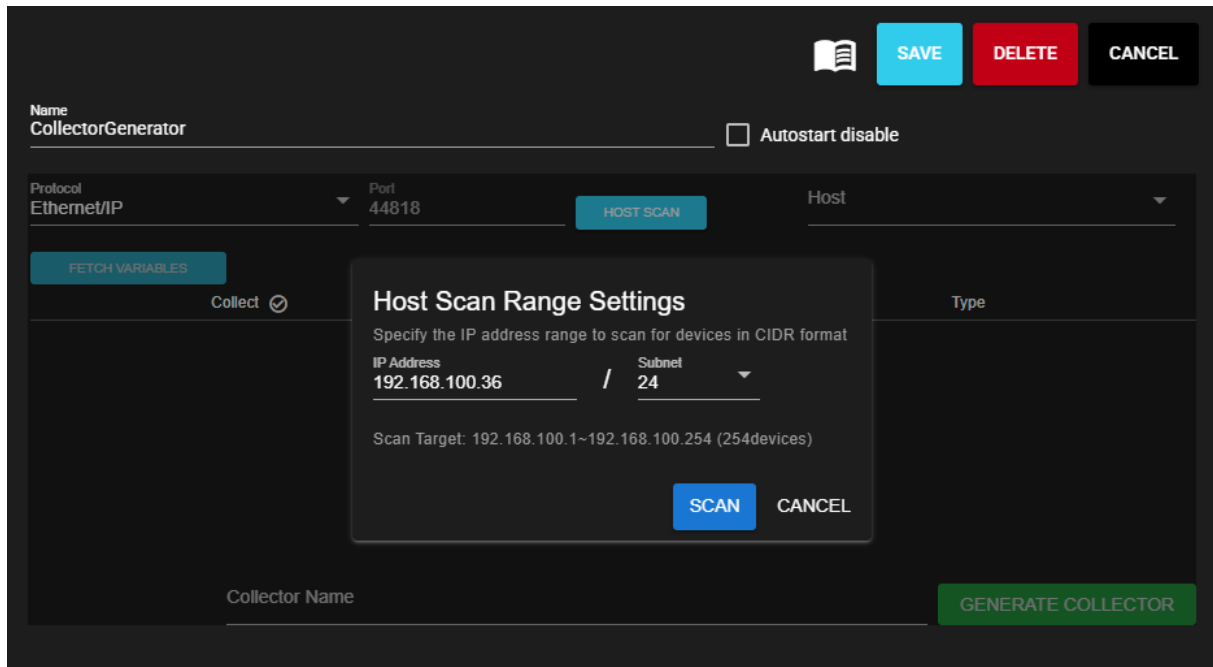 SAVE DELETE CANCEL
Name
CollectorGenerator
Autostart disable
Protocol
Ethernet/IP
Port
44818
HOST SCAN
Host
FETCH VARIABLES
Collect
Type
Host Scan Range Settings
Specify the IP address range to scan for devices in CIDR format
IP Address
192.168.100.36
/
Subnet
24
Scan Target: 192.168.100.1~192.168.100.254 (254devices)
SCAN CANCEL
Collector Name
GENERATE COLLECTOR